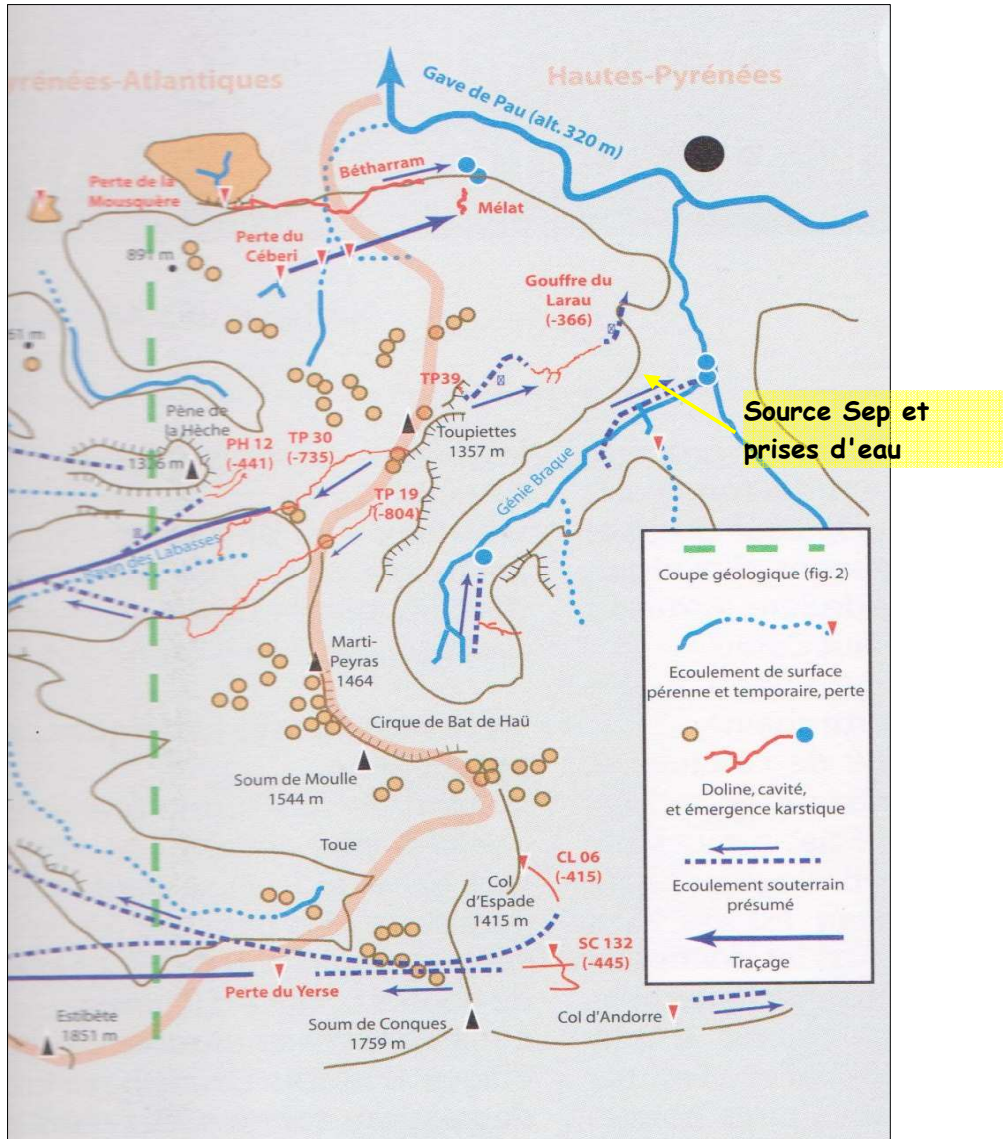 yrénées-Atlantiques
Hautes-Pyrénées
Gave de Pau (alt. 320 m)
Bétharram
Perte de la
Mousquère
Mélat
Perte du
Céberi
891 m
Gouffre du
Larau
(-366)
61 m
TP39
Source Sep et
prises d'eau
Pène de
la Hèche
1326 m
PH 12
(-441)
TP 30
(-735)
Toupiettes
1357 m
TP 19
(-804)
Génie Braque
des Labasses
Coupe géologique (fig. 2)
Ecoulement de surface
pérenne et temporaire, perte
Marti-
Peyras
1464
Cirque de Bat de Haü
Soum de Moulle
1544 m
Doline, cavité,
et émergence karstique
Toue
CL 06
(-415)
Col
d'Espade
1415 m
Ecoulement souterrain
présumé
SC 132
(-445)
Traçage
Perte du Yerse
Estibète
1851 m
Soum de Conques
1759 m
Col d'Andorre